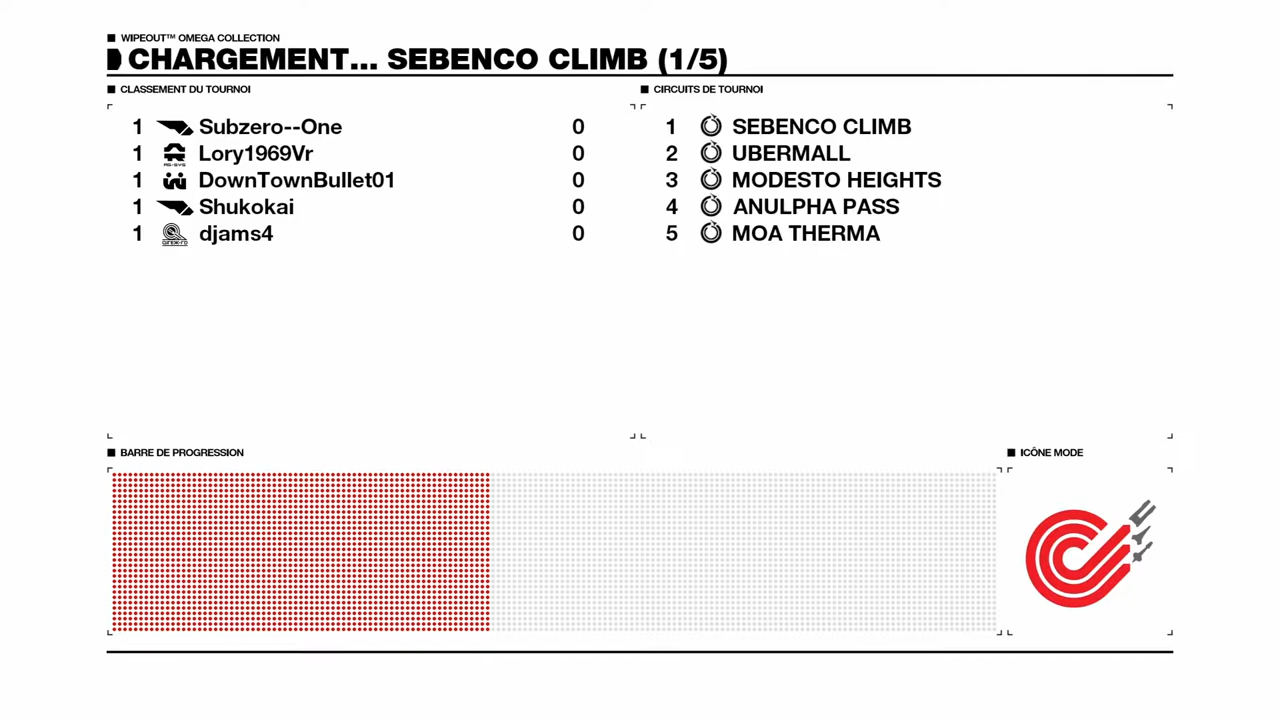 WIPEOUT™ OMEGA COLLECTION
CHARGEMENT... SEBENCO CLIMB (1/5)
CLASSEMENT DU TOURNOI
1 Subzero--One 0
1 AG-SYS Lory1969Vr 0
1 DownTownBullet01 0
1 Shukokai 0
1 djams4 0
CIRCUITS DE TOURNOI
1 SEBENCO CLIMB
2 UBERMALL
3 MODESTO HEIGHTS
4 ANULPHA PASS
5 MOA THERMA
BARRE DE PROGRESSION
ICÔNE MODE